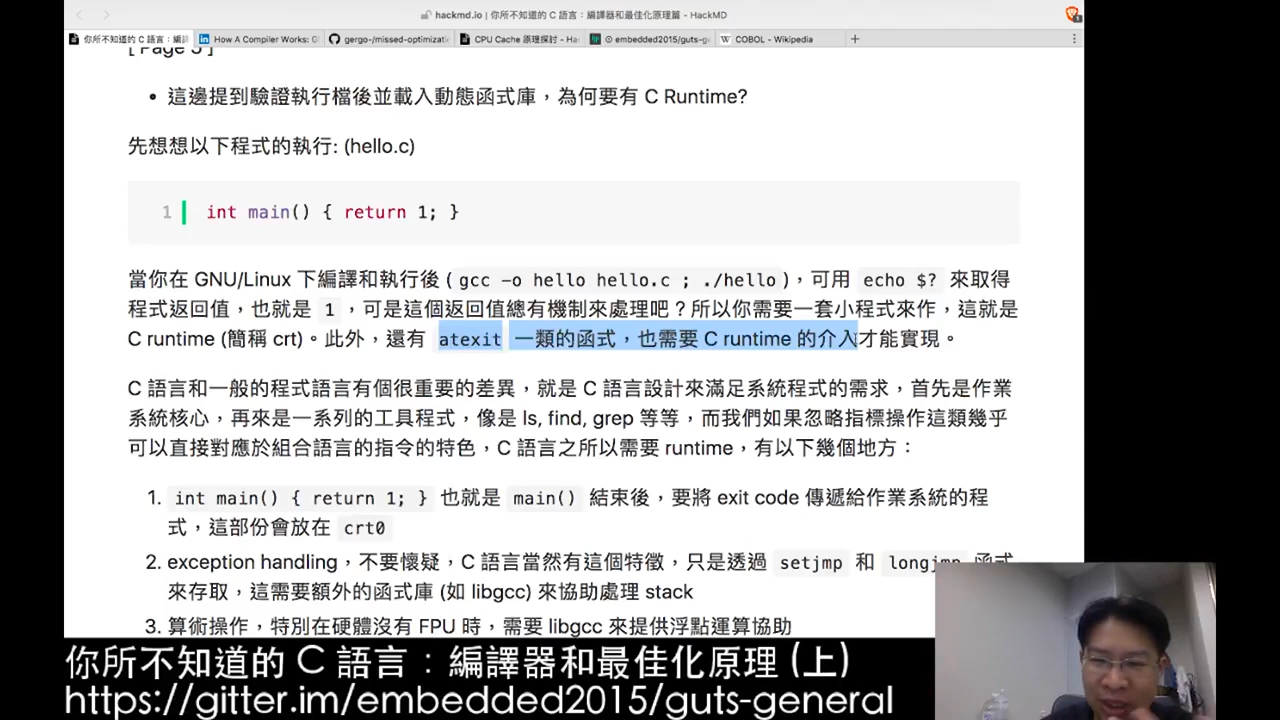 hackmd.io | 你所不知道的 C 語言：編譯器和最佳化原理篇 - HackMD
你所不知道的 C 語言：編譯 How A Compiler Works: G gergo-/missed-optimizatic CPU Cache 原理探討 - Ha embedded2015/guts-ge COBOL - Wikipedia
[ Page 5 ]
• 這邊提到驗證執行檔後並載入動態函式庫，為何要有 C Runtime?
先想想以下程式的執行: (hello.c)
1 int main() { return 1; }
當你在 GNU/Linux 下編譯和執行後 ( gcc -o hello hello.c ; ./hello )，可用 echo $? 來取得
程式返回值，也就是 1 ，可是這個返回值總有機制來處理吧？所以你需要一套小程式來作，這就是
C runtime (簡稱 crt)。此外，還有 atexit 一類的函式，也需要 C runtime 的介入才能實現。
C 語言和一般的程式語言有個很重要的差異，就是 C 語言設計來滿足系統程式的需求，首先是作業
系統核心，再來是一系列的工具程式，像是 ls, find, grep 等等，而我們如果忽略指標操作這類幾乎
可以直接對應於組合語言的指令的特色，C 語言之所以需要 runtime，有以下幾個地方：
1. int main() { return 1; } 也就是 main() 結束後，要將 exit code 傳遞給作業系統的程
式，這部份會放在 crt0
2. exception handling，不要懷疑，C 語言當然有這個特徵，只是透過 setjmp 和 longjmp 函式
來存取，這需要額外的函式庫 (如 libgcc) 來協助處理 stack
3. 算術操作，特別在硬體沒有 FPU 時，需要 libgcc 來提供浮點運算協助
你所不知道的 C 語言：編譯器和最佳化原理 (上)
https://gitter.im/embedded2015/guts-general